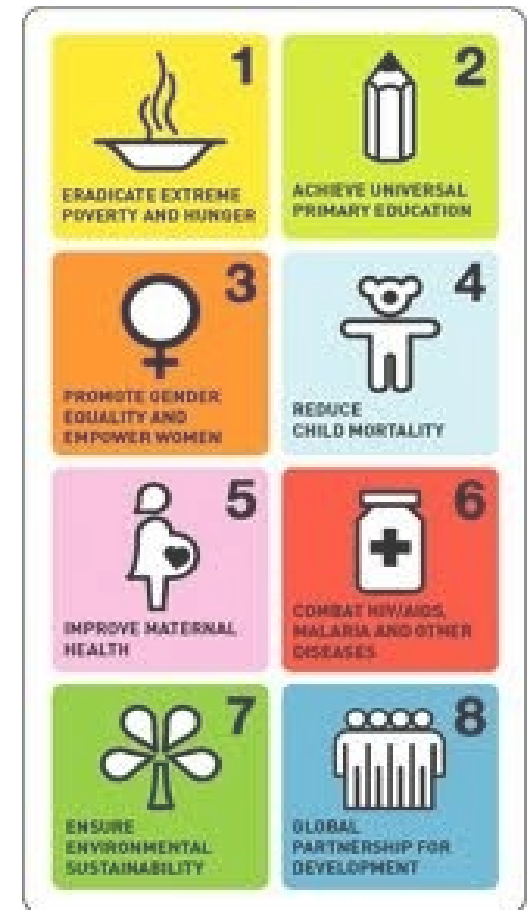 1
ERADICATE EXTREME
POVERTY AND HUNGER
2
ACHIEVE UNIVERSAL
PRIMARY EDUCATION
3
PROMOTE GENDER
EQUALITY AND
EMPOWER WOMEN
4
REDUCE
CHILD MORTALITY
5
IMPROVE MATERNAL
HEALTH
6
COMBAT HIV/AIDS,
MALARIA AND OTHER
DISEASES
7
ENSURE
ENVIRONMENTAL
SUSTAINABILITY
8
GLOBAL
PARTNERSHIP FOR
DEVELOPMENT